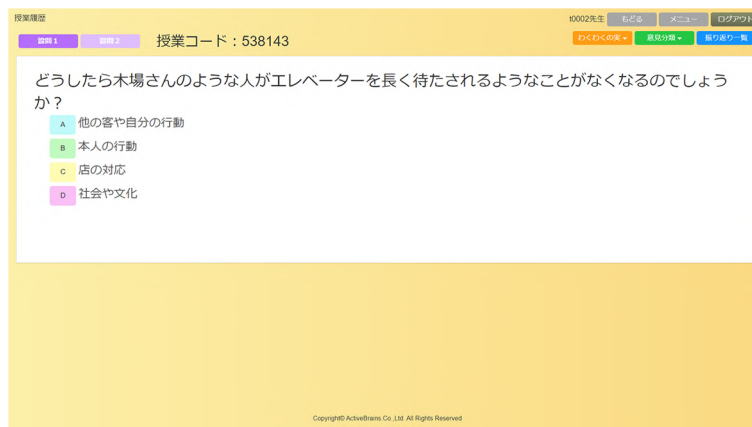 授業履歴
t0002先生 もどる メニュー ログアウト
設問1 設問2 授業コード：538143 わくわくの実 意見分類 振り返り一覧
どうしたら木場さんのような人がエレベーターを長く待たされるようなことがなくなるのでしょう
か？
A 他の客や自分の行動
B 本人の行動
C 店の対応
D 社会や文化
Copyright© ActiveBrains.Co.,Ltd. All Rights Reserved